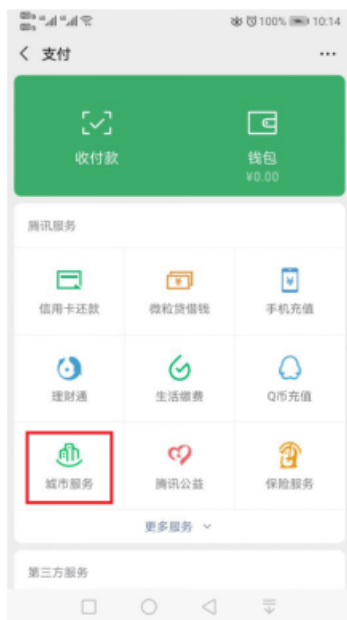 100% 10:14
支付
收付款 钱包
¥0.00
腾讯服务
信用卡还款 微粒贷借钱 手机充值
理财通 生活缴费 Q币充值
城市服务 腾讯公益 保险服务
更多服务
第三方服务